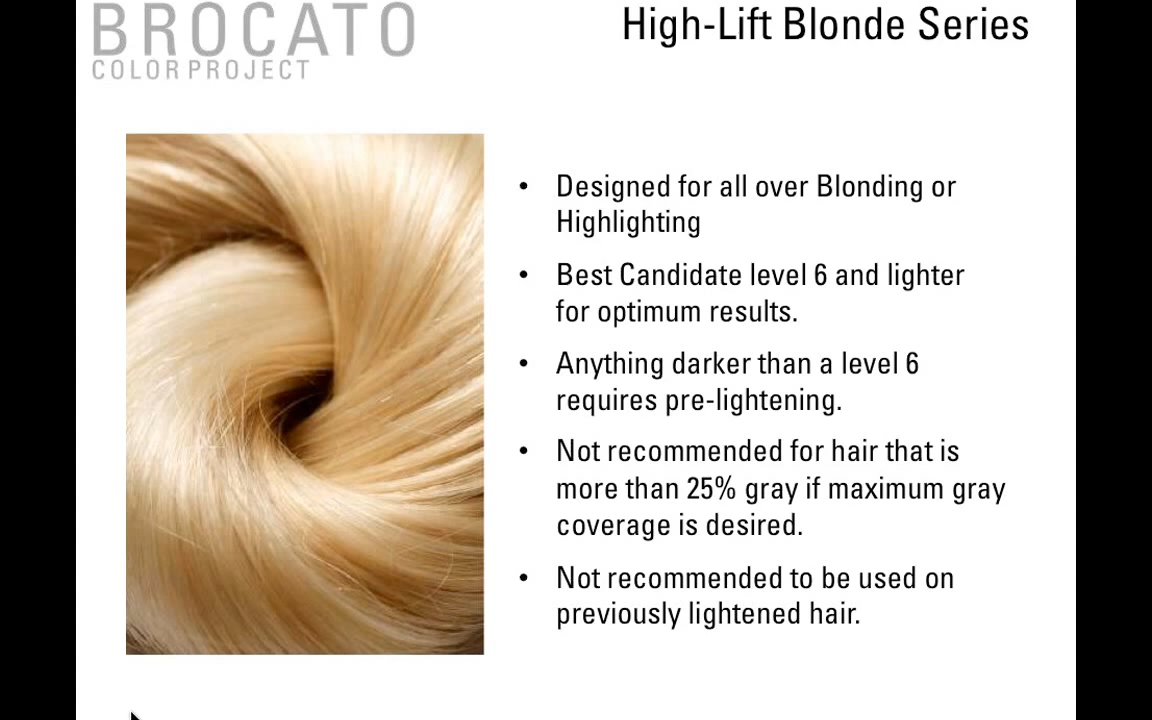 BROCATO
COLOR PROJECT
High-Lift Blonde Series
• Designed for all over Blonding or
Highlighting
• Best Candidate level 6 and lighter
for optimum results.
• Anything darker than a level 6
requires pre-lightening.
• Not recommended for hair that is
more than 25% gray if maximum gray
coverage is desired.
• Not recommended to be used on
previously lightened hair.